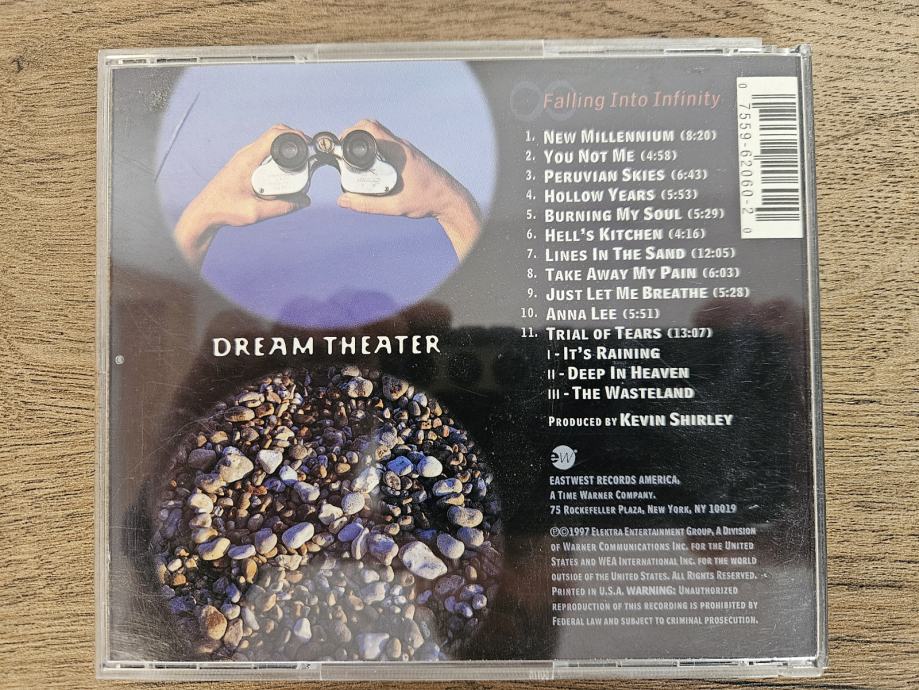 Falling Into Infinity
1. NEW MILLENNIUM (8:20)
2. YOU NOT ME (4:58)
3. PERUVIAN SKIES (6:43)
4. HOLLOW YEARS (5:53)
5. BURNING MY SOUL (5:29)
6. HELL'S KITCHEN (4:16)
7. LINES IN THE SAND (12:05)
8. TAKE AWAY MY PAIN (6:03)
9. JUST LET ME BREATHE (5:28)
10. ANNA LEE (5:51)
11. TRIAL OF TEARS (13:07)
I - IT'S RAINING
II - DEEP IN HEAVEN
III - THE WASTELAND
PRODUCED BY KEVIN SHIRLEY
DREAM THEATER
0 7559-62060-2 0
ew
EASTWEST RECORDS AMERICA,
A TIME WARNER COMPANY.
75 ROCKEFELLER PLAZA, NEW YORK, NY 10019
℗©1997 ELEKTRA ENTERTAINMENT GROUP, A DIVISION
OF WARNER COMMUNICATIONS INC. FOR THE UNITED
STATES AND WEA INTERNATIONAL INC. FOR THE WORLD
OUTSIDE OF THE UNITED STATES. ALL RIGHTS RESERVED.
PRINTED IN U.S.A. WARNING: UNAUTHORIZED
REPRODUCTION OF THIS RECORDING IS PROHIBITED BY
FEDERAL LAW AND SUBJECT TO CRIMINAL PROSECUTION.